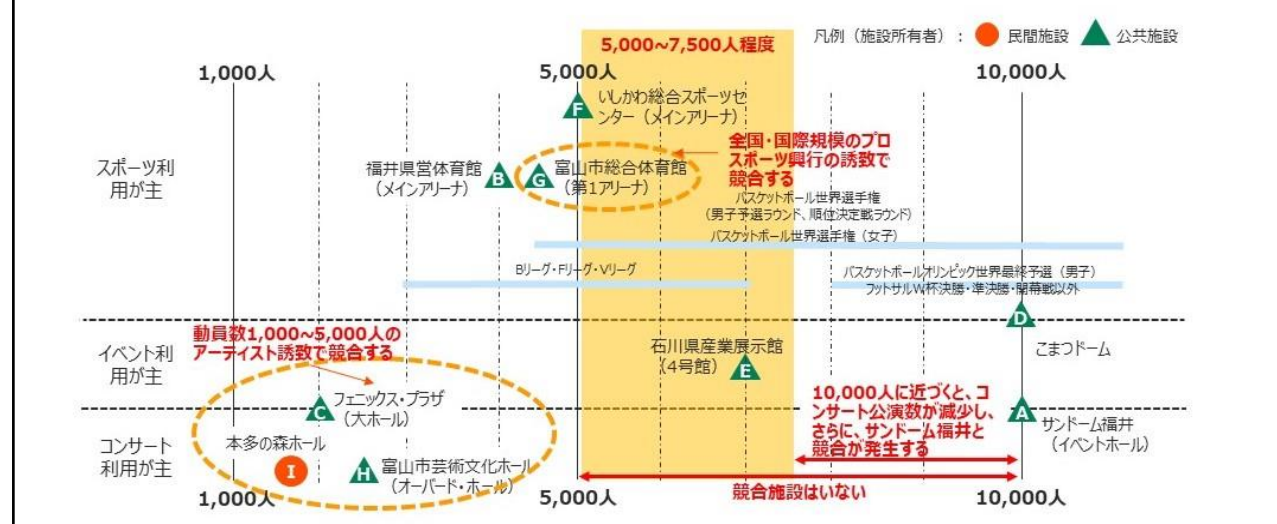 凡例（施設所有者）：
民間施設
公共施設
5,000～7,500人程度
1,000人
5,000人
10,000人
F
いしかわ総合スポーツセ
ンター（メインアリーナ）
スポーツ利
用が主
福井県営体育館
（メインアリーナ）
B
G
富山市総合体育館
（第1アリーナ）
全国・国際規模のプロ
スポーツ興行の誘致で
競合する
バスケットボール世界選手権
（男子予選ラウンド、順位決定戦ラウンド）
バスケットボール世界選手権（女子）
Bリーグ・Fリーグ・Vリーグ
バスケットボールオリンピック世界最終予選（男子）
フットサルW杯決勝・準決勝・開幕戦以外
D
こまつドーム
動員数1,000～5,000人の
アーティスト誘致で競合する
イベント利
用が主
石川県産業展示館
（4号館）
E
C
フェニックス・プラザ
（大ホール）
10,000人に近づくと、コ
ンサート公演数が減少し、
さらに、サンドーム福井と
競合が発生する
A
サンドーム福井
（イベントホール）
コンサート
利用が主
本多の森ホール
I
H
富山市芸術文化ホール
（オーバード・ホール）
競合施設はいない
1,000人
5,000人
10,000人